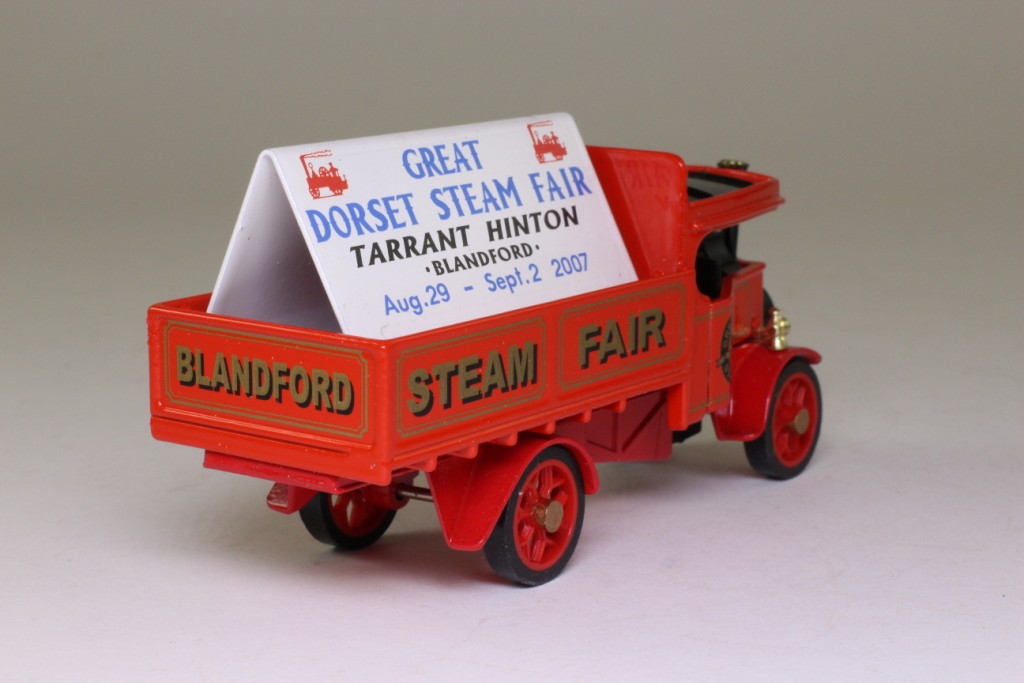 GREAT
DORSET STEAM FAIR
TARRANT HINTON
·BLANDFORD·
Aug.29 - Sept.2 2007
BLANDFORD
STEAM FAIR